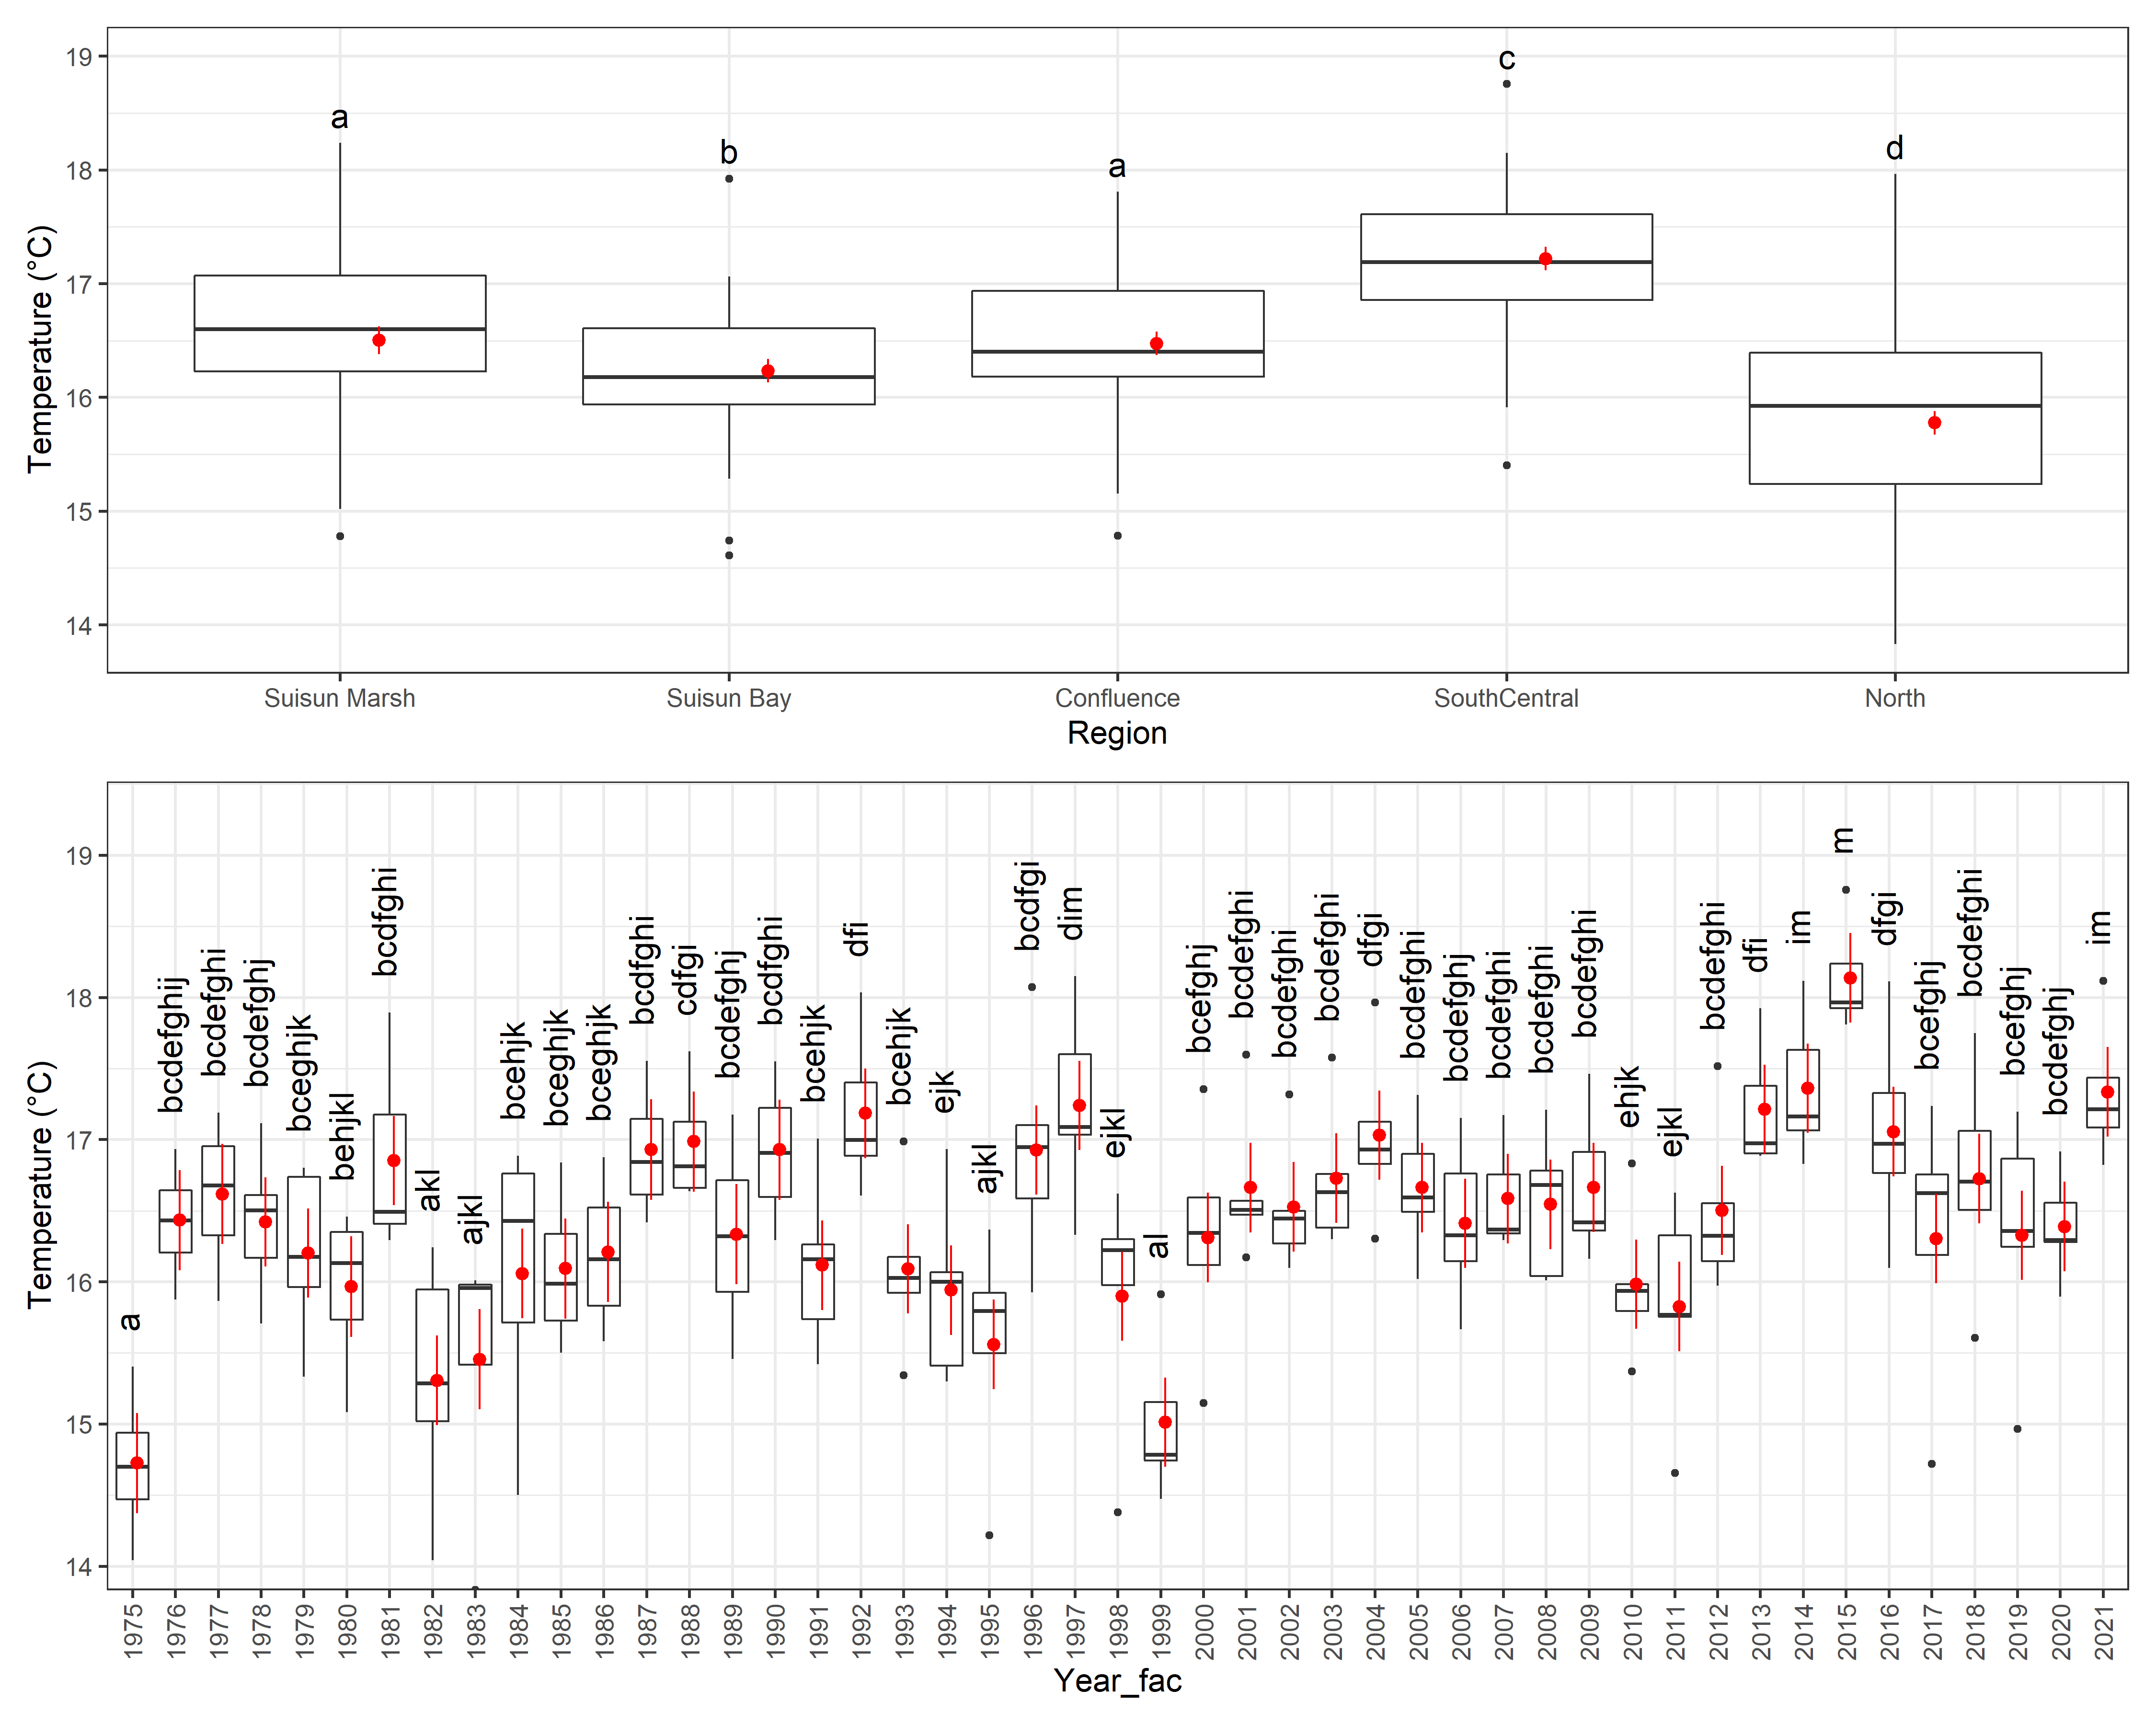 19
18
17
16
15
14
Temperature (°C)
a
b
a
c
d
Suisun Marsh
Suisun Bay
Confluence
SouthCentral
North
Region
19
18
17
16
15
14
Temperature (°C)
a
bcdefghij
bcdefghi
bcdefghj
bceghjk
behjkl
bcdfghi
akl
ajkl
bcehjk
bceghjk
bceghjk
bcdfghi
cdfgi
bcdefghj
bcdfghi
bcehjk
dfi
bcehjk
ejk
ajkl
bcdfgi
dim
ejkl
al
bcefghj
bcdefghi
bcdefghi
bcdefghi
dfgi
bcdefghi
bcdefghj
bcdefghi
bcdefghi
bcdefghi
ehjk
ejkl
bcdefghi
dfi
im
m
dfgi
bcefghj
bcdefghi
bcefghj
bcdefghj
im
1975
1976
1977
1978
1979
1980
1981
1982
1983
1984
1985
1986
1987
1988
1989
1990
1991
1992
1993
1994
1995
1996
1997
1998
1999
2000
2001
2002
2003
2004
2005
2006
2007
2008
2009
2010
2011
2012
2013
2014
2015
2016
2017
2018
2019
2020
2021
Year_fac